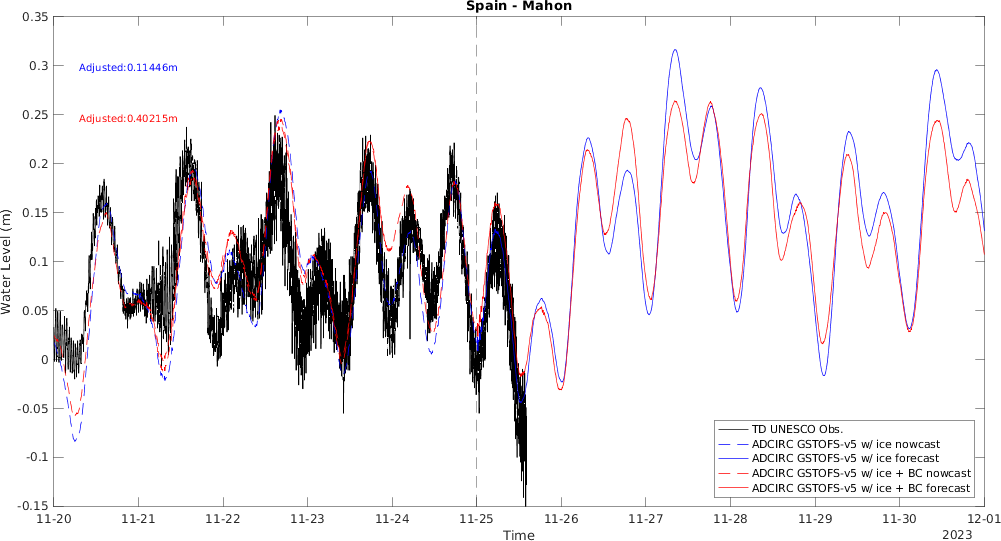 Spain - Mahon
0.35
0.3
0.25
0.2
0.15
0.1
0.05
0
-0.05
-0.1
-0.15
Water Level (m)
Adjusted:0.11446m
Adjusted:0.40215m
TD UNESCO Obs.
ADCIRC GSTOFS-v5 w/ ice nowcast
ADCIRC GSTOFS-v5 w/ ice forecast
ADCIRC GSTOFS-v5 w/ ice + BC nowcast
ADCIRC GSTOFS-v5 w/ ice + BC forecast
11-20 11-21 11-22 11-23 11-24 11-25 11-26 11-27 11-28 11-29 11-30 12-01
Time
2023